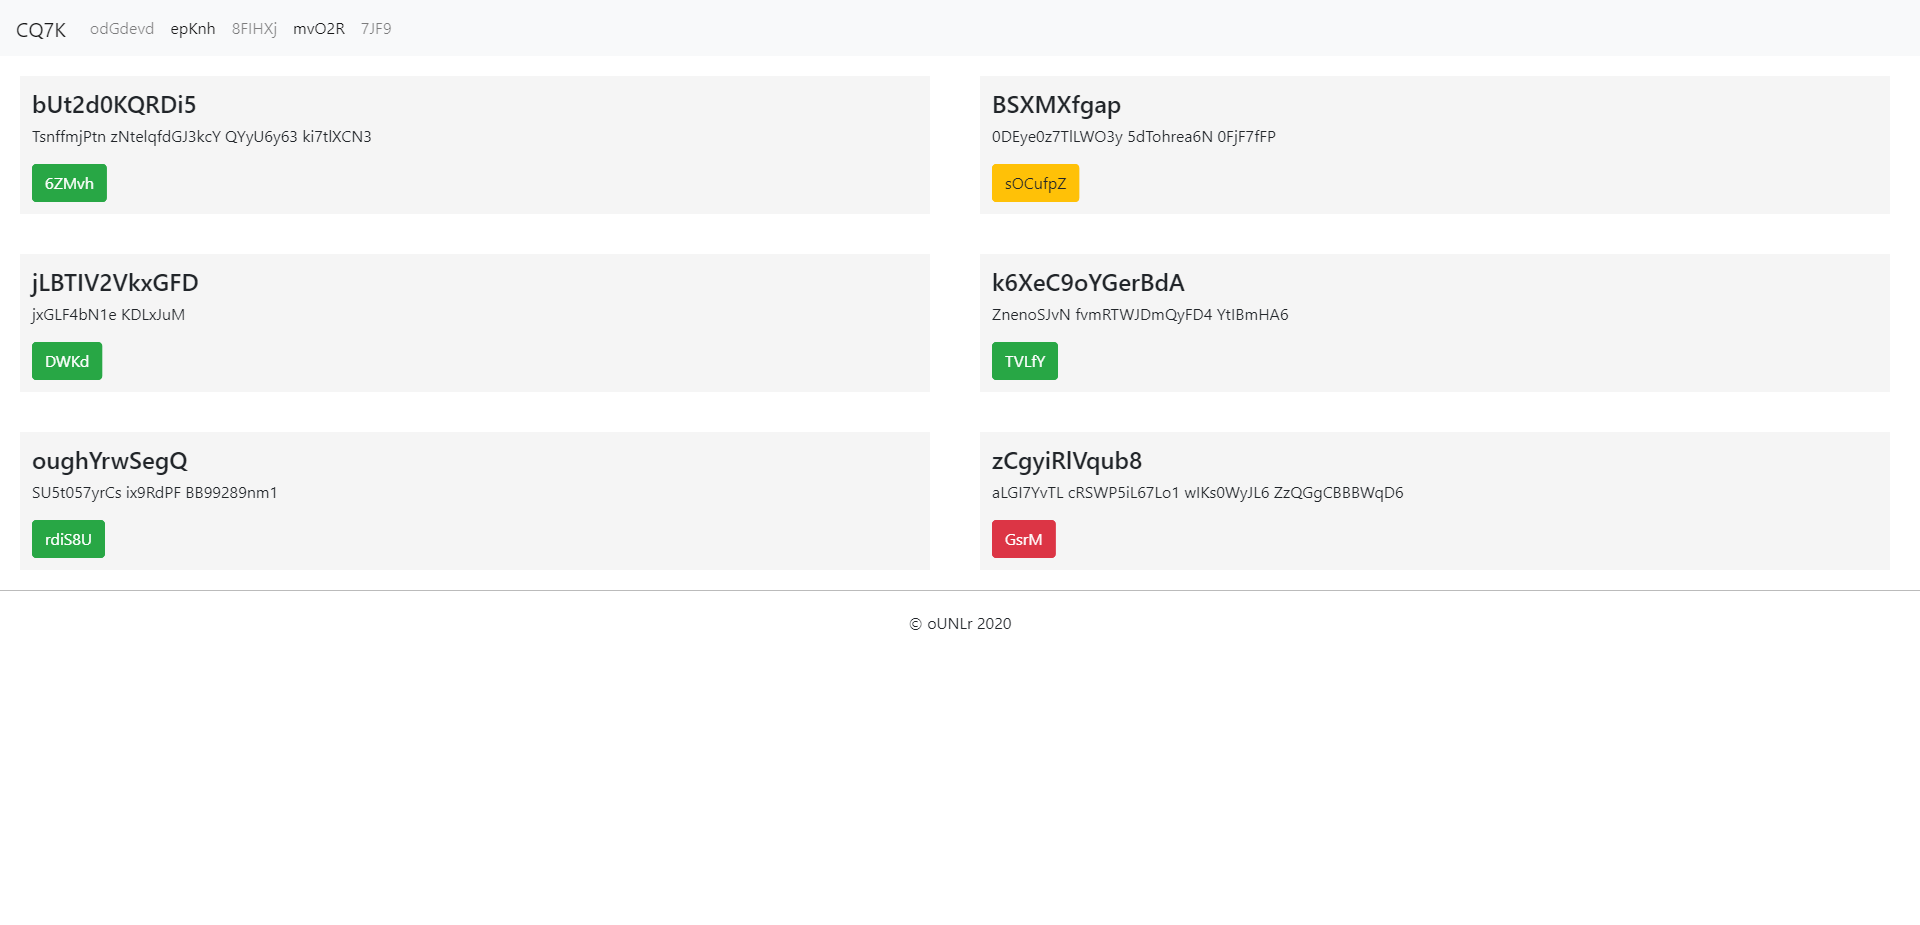 CQ7K odGdevd epKnh 8FIHXj mvO2R 7JF9
bUt2d0KQRDi5
TsnffmjPtn zNtelqfdGJ3kcY QYyU6y63 ki7tlXCN3
6ZMvh
BSXMXfgap
0DEye0z7TlLWO3y 5dTohrea6N 0FjF7fFP
sOCufpZ
jLBTIV2VkxGFD
jxGLF4bN1e KDLxJuM
DWKd
k6XeC9oYGerBdA
ZnenoSJvN fvmRTWJDmQyFD4 YtIBmHA6
TVLfY
oughYrwSegQ
SU5t057yrCs ix9RdPF BB99289nm1
rdiS8U
zCgyiRlVqub8
aLGI7YvTL cRSWP5iL67Lo1 wIKs0WyJL6 ZzQGgCBBBWqD6
GsrM
© oUNLr 2020